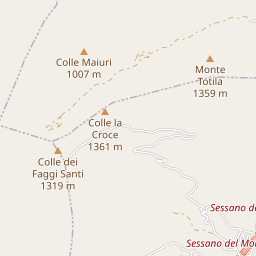 Colle Maiuri
1007 m
Monte
Totila
1359 m
Colle la
Croce
1361 m
Colle dei
Faggi Santi
1319 m
Sessano de
Sessano del Mo